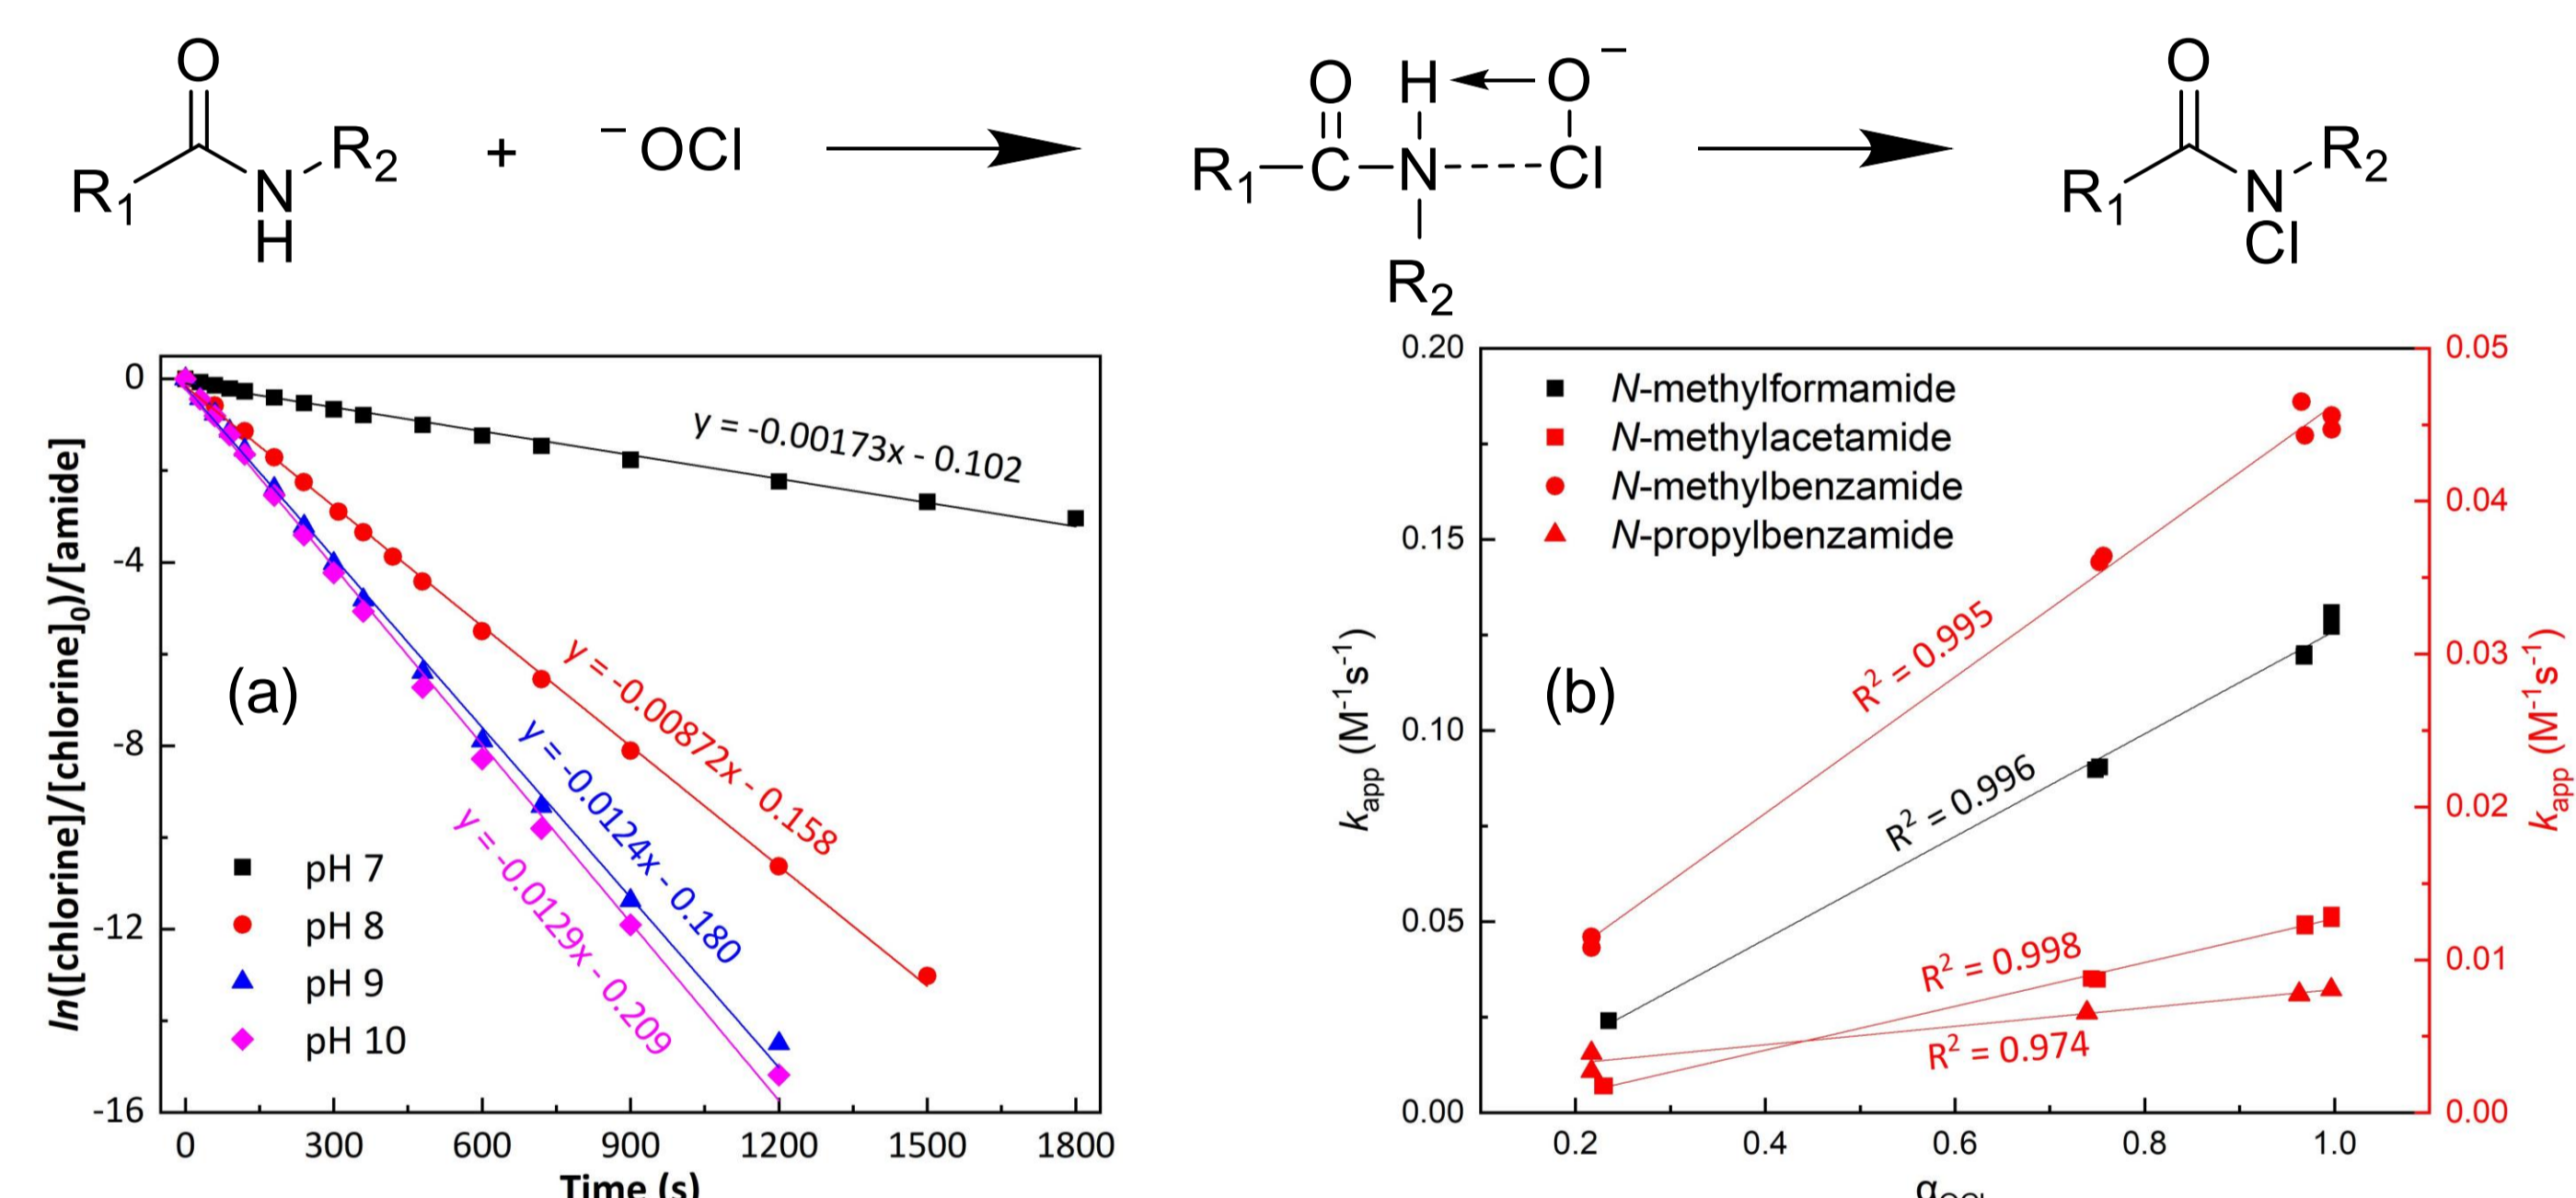 O
R1
N
H
R2
+
−OCl
O
H
O−
R1
C
N
Cl
R2
O
R1
N
R2
Cl
ln([chlorine]/[chlorine]0)/[amide]
0
-4
-8
-12
-16
y = -0.00173x - 0.102
y = -0.00872x - 0.158
y = -0.0124x - 0.180
y = -0.0129x - 0.209
(a)
pH 7
pH 8
pH 9
pH 10
0 300 600 900 1200 1500 1800
Time (s)
kapp (M-1s-1)
0.20
0.15
0.10
0.05
0.00
N-methylformamide
N-methylacetamide
N-methylbenzamide
N-propylbenzamide
(b)
R2 = 0.995
R2 = 0.996
R2 = 0.998
R2 = 0.974
0.05
0.04
0.03
0.02
0.01
0.00
kapp (M-1s-1)
0.2 0.4 0.6 0.8 1.0